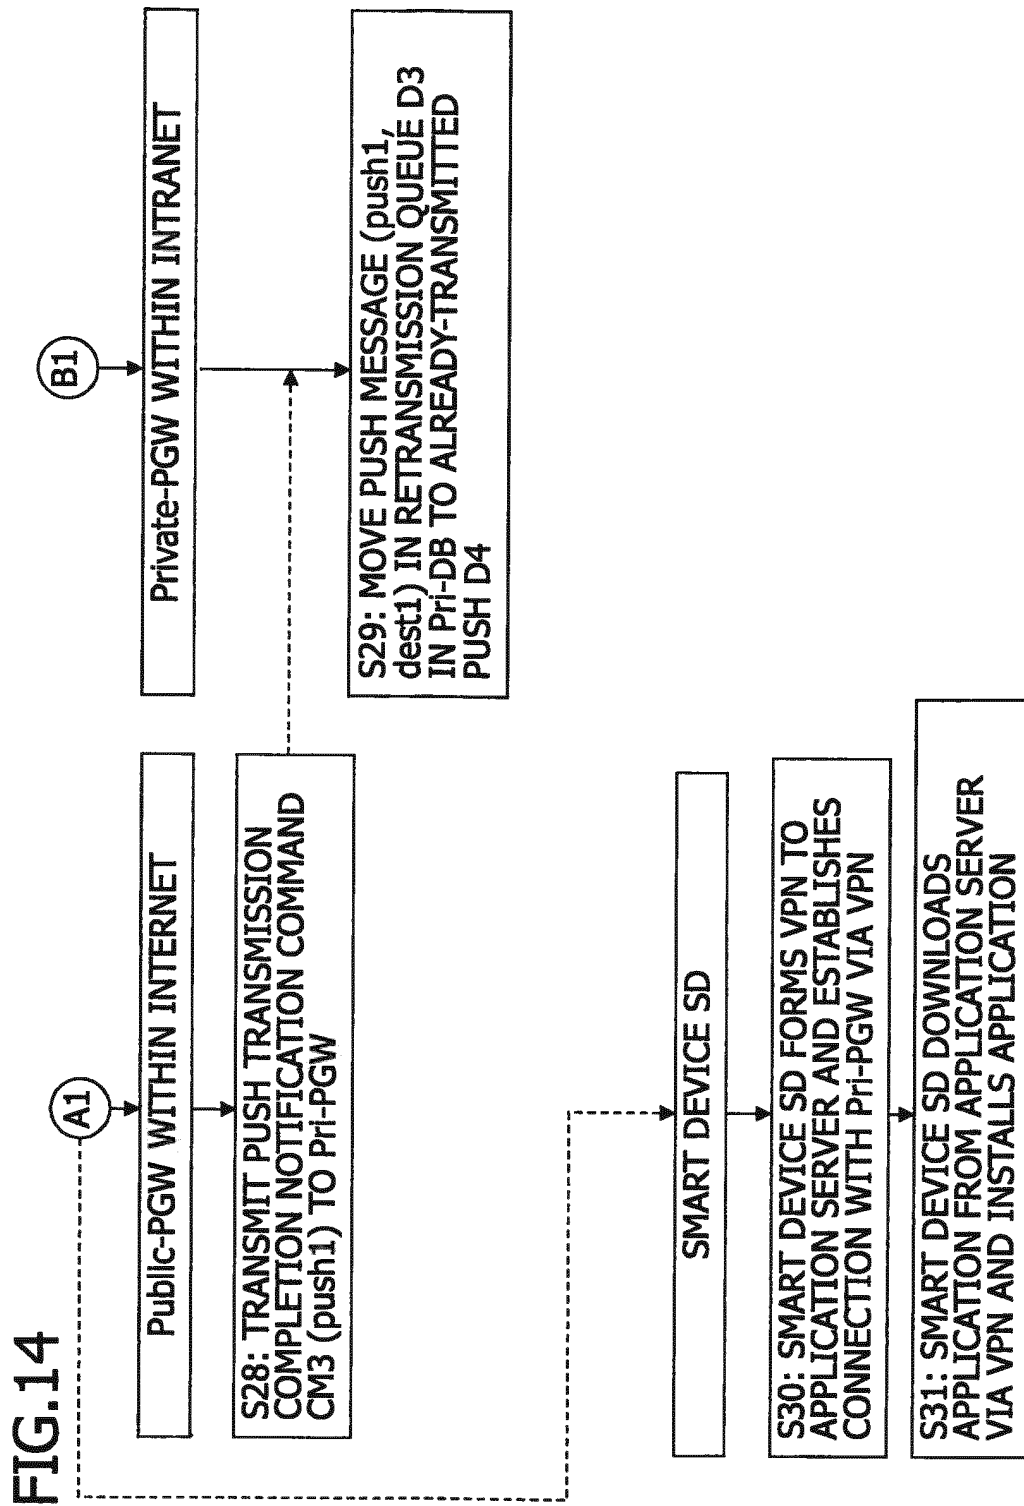 FIG.14
A1
Public-PGW WITHIN INTERNET
S28: TRANSMIT PUSH TRANSMISSION
COMPLETION NOTIFICATION COMMAND
CM3 (push1) TO Pri-PGW
B1
Private-PGW WITHIN INTRANET
S29: MOVE PUSH MESSAGE (push1,
dest1) IN RETRANSMISSION QUEUE D3
IN Pri-DB TO ALREADY-TRANSMITTED
PUSH D4
SMART DEVICE SD
S30: SMART DEVICE SD FORMS VPN TO
APPLICATION SERVER AND ESTABLISHES
CONNECTION WITH Pri-PGW VIA VPN
S31: SMART DEVICE SD DOWNLOADS
APPLICATION FROM APPLICATION SERVER
VIA VPN AND INSTALLS APPLICATION